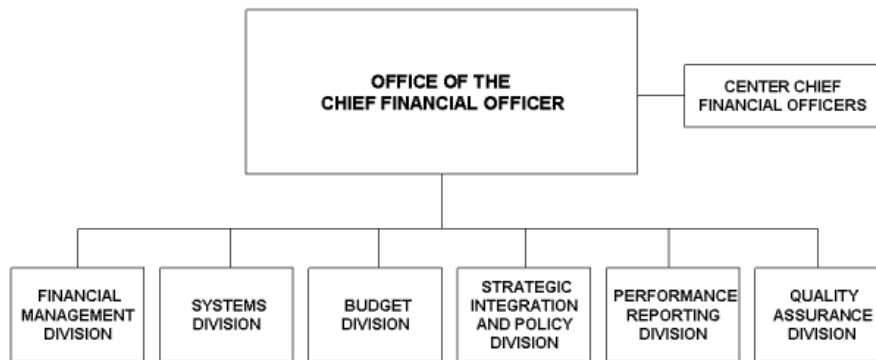 OFFICE OF THE
CHIEF FINANCIAL OFFICER
CENTER CHIEF
FINANCIAL OFFICERS
FINANCIAL
MANAGEMENT
DIVISION
SYSTEMS
DIVISION
BUDGET
DIVISION
STRATEGIC
INTEGRATION
AND POLICY
DIVISION
PERFORMANCE
REPORTING
DIVISION
QUALITY
ASSURANCE
DIVISION